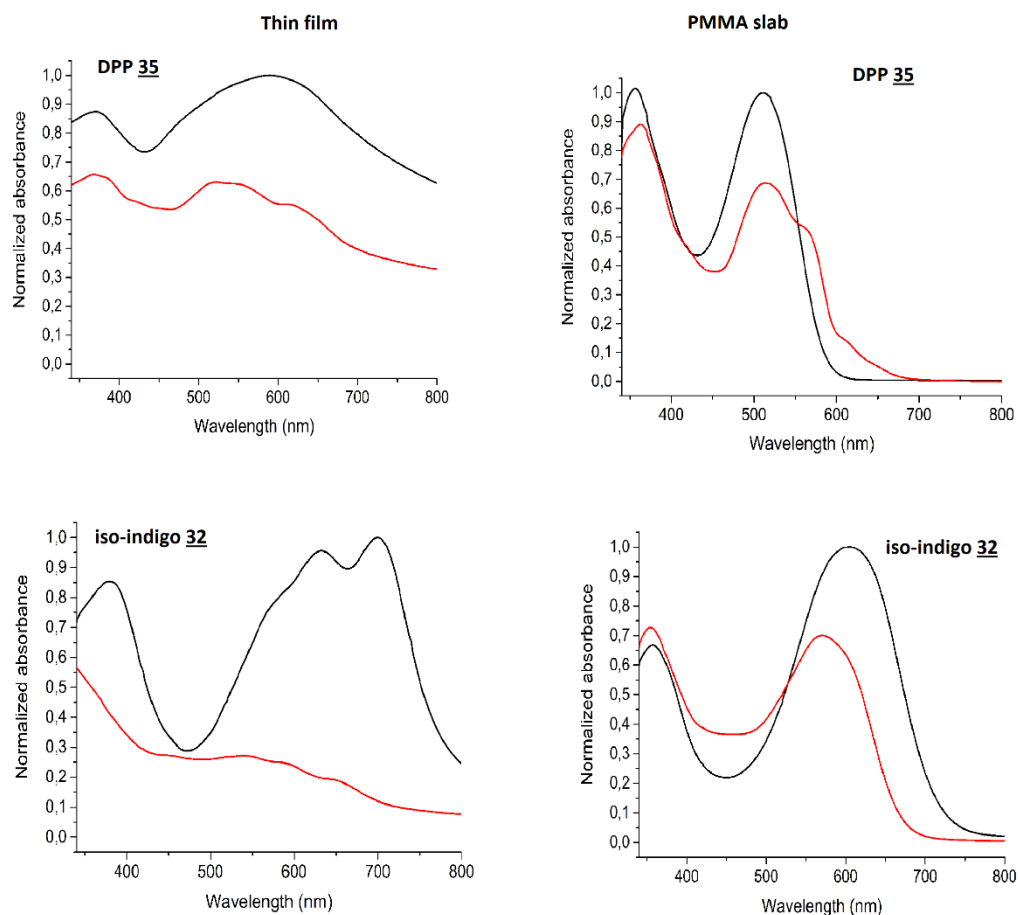 Thin film
PMMA slab
DPP 35
1,0
0,9
0,8
0,7
0,6
0,5
0,4
0,3
0,2
0,1
0,0
Normalized absorbance
400 500 600 700 800
Wavelength (nm)
DPP 35
1,0
0,9
0,8
0,7
0,6
0,5
0,4
0,3
0,2
0,1
0,0
Normalized absorbance
400 500 600 700 800
Wavelength (nm)
iso-indigo 32
1,0
0,9
0,8
0,7
0,6
0,5
0,4
0,3
0,2
0,1
0,0
Normalized absorbance
400 500 600 700 800
Wavelength (nm)
iso-indigo 32
1,0
0,9
0,8
0,7
0,6
0,5
0,4
0,3
0,2
0,1
0,0
Normalized absorbance
400 500 600 700 800
Wavelength (nm)